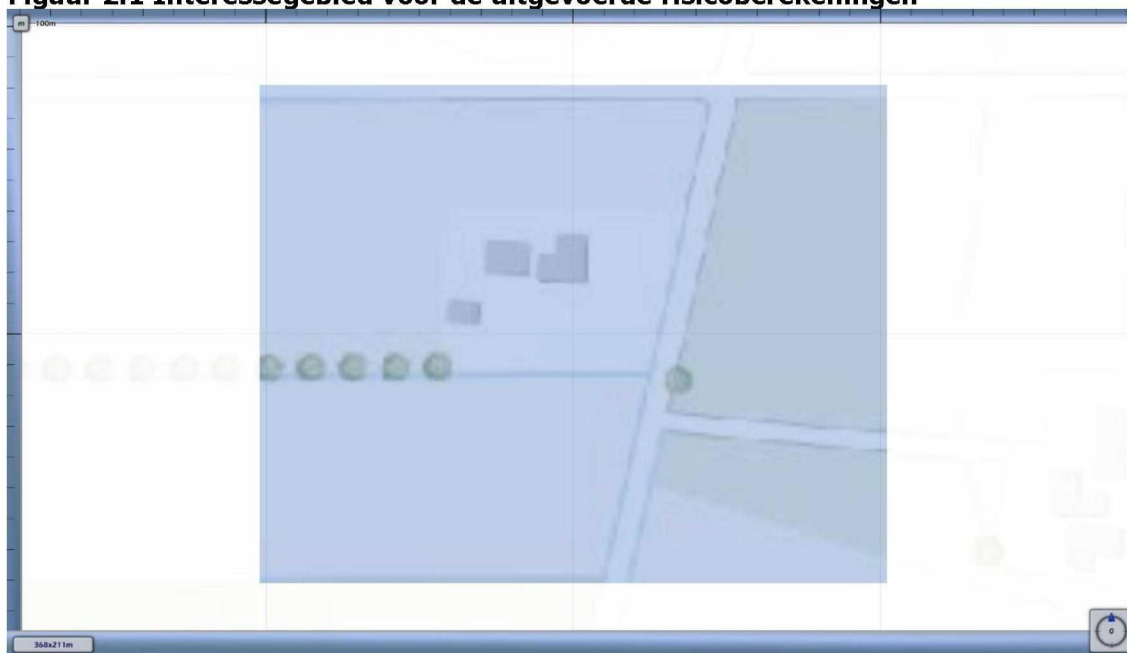 Figuur 2.1 Interessegebied voor de uitgevoerde risicoberekeningen
m
100m
368x211m
0